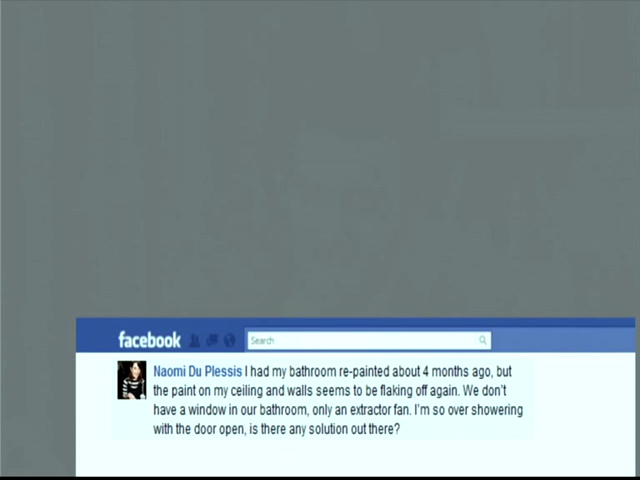 facebook Search
Naomi Du Plessis I had my bathroom re-painted about 4 months ago, but
the paint on my ceiling and walls seems to be flaking off again. We don't
have a window in our bathroom, only an extractor fan. I'm so over showering
with the door open, is there any solution out there?